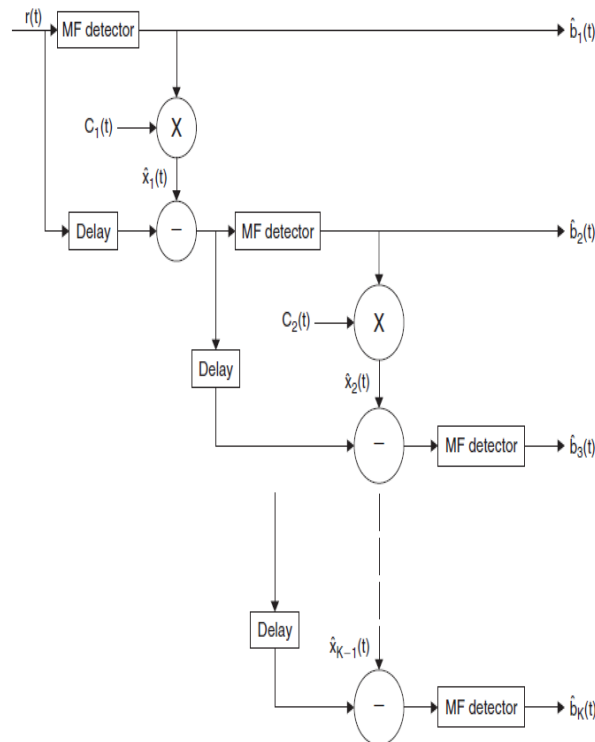 r(t) MF detector b̂₁(t)
C₁(t) X
x̂₁(t)
Delay − MF detector b̂₂(t)
C₂(t) X
Delay
x̂₂(t)
− MF detector b̂₃(t)
Delay
x̂K−1(t)
− MF detector b̂K(t)